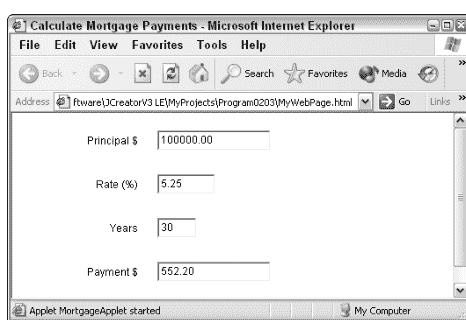 Calculate Mortgage Payments - Microsoft Internet Explorer
File Edit View Favorites Tools Help
Back Search Favorites Media »
Address ftware\JCreatorV3 LE\MyProjects\Program0203\MyWebPage.html Go Links »
Principal $ 100000.00
Rate (%) 5.25
Years 30
Payment $ 552.20
Applet MortgageApplet started My Computer